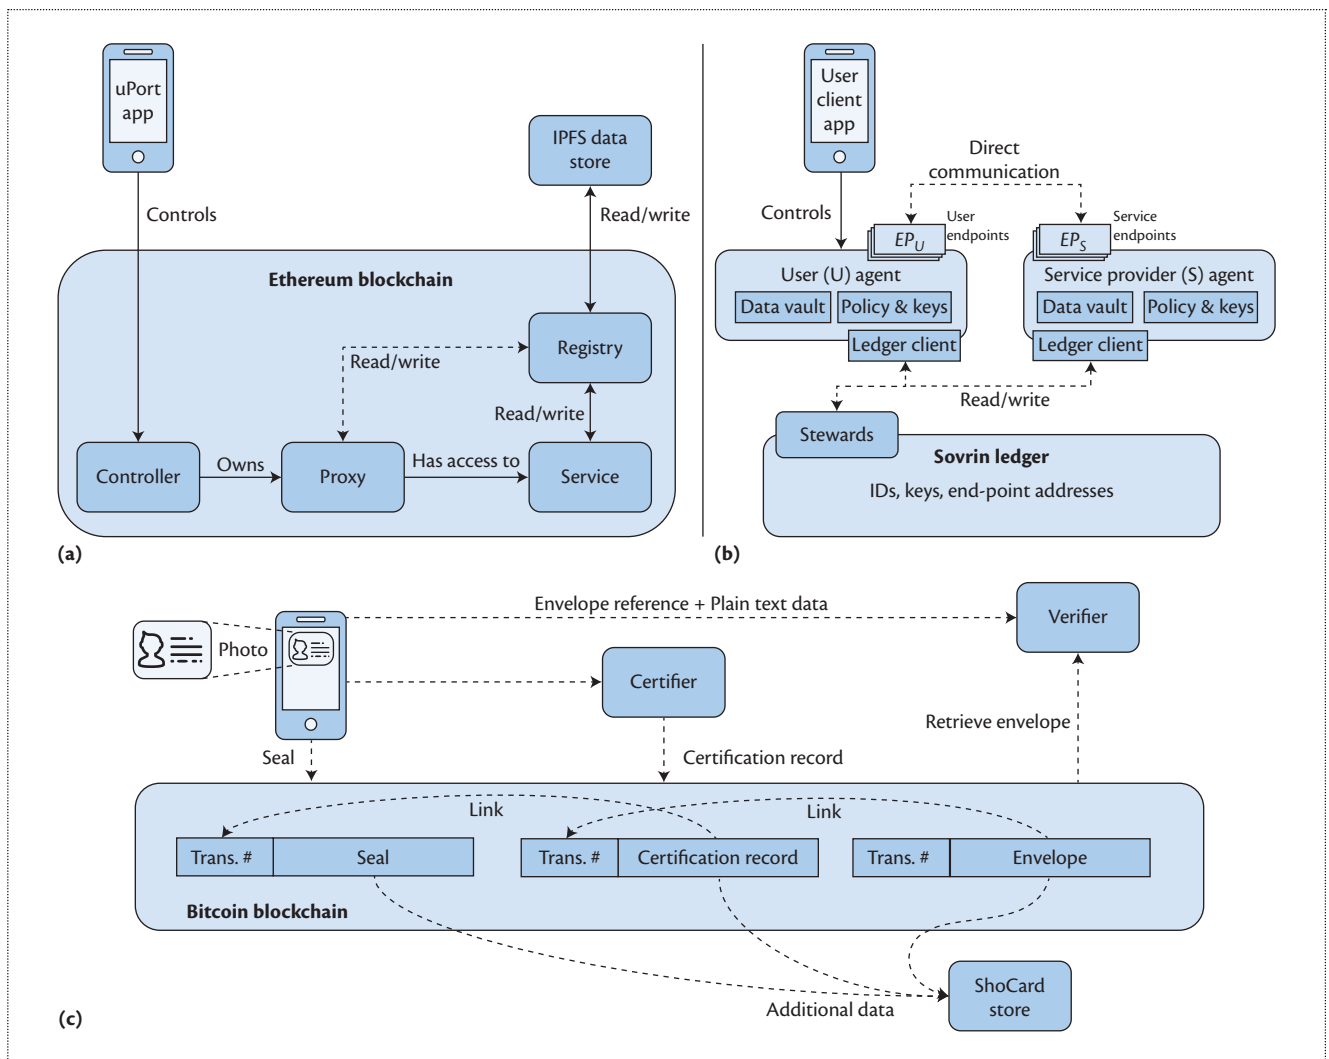 uPort
app
Controls
IPFS data
store
Read/write
Ethereum blockchain
Registry
Read/write
Read/write
Controller
Owns
Proxy
Has access to
Service
(a)
User
client
app
Direct
communication
Controls
EPU
User
endpoints
EPS
Service
endpoints
User (U) agent
Data vault
Policy & keys
Ledger client
Service provider (S) agent
Data vault
Policy & keys
Ledger client
Read/write
Stewards
Sovrin ledger
IDs, keys, end-point addresses
(b)
Photo
Envelope reference + Plain text data
Verifier
Certifier
Retrieve envelope
Seal
Certification record
Link
Link
Trans. #
Seal
Trans. #
Certification record
Trans. #
Envelope
Bitcoin blockchain
Additional data
ShoCard
store
(c)